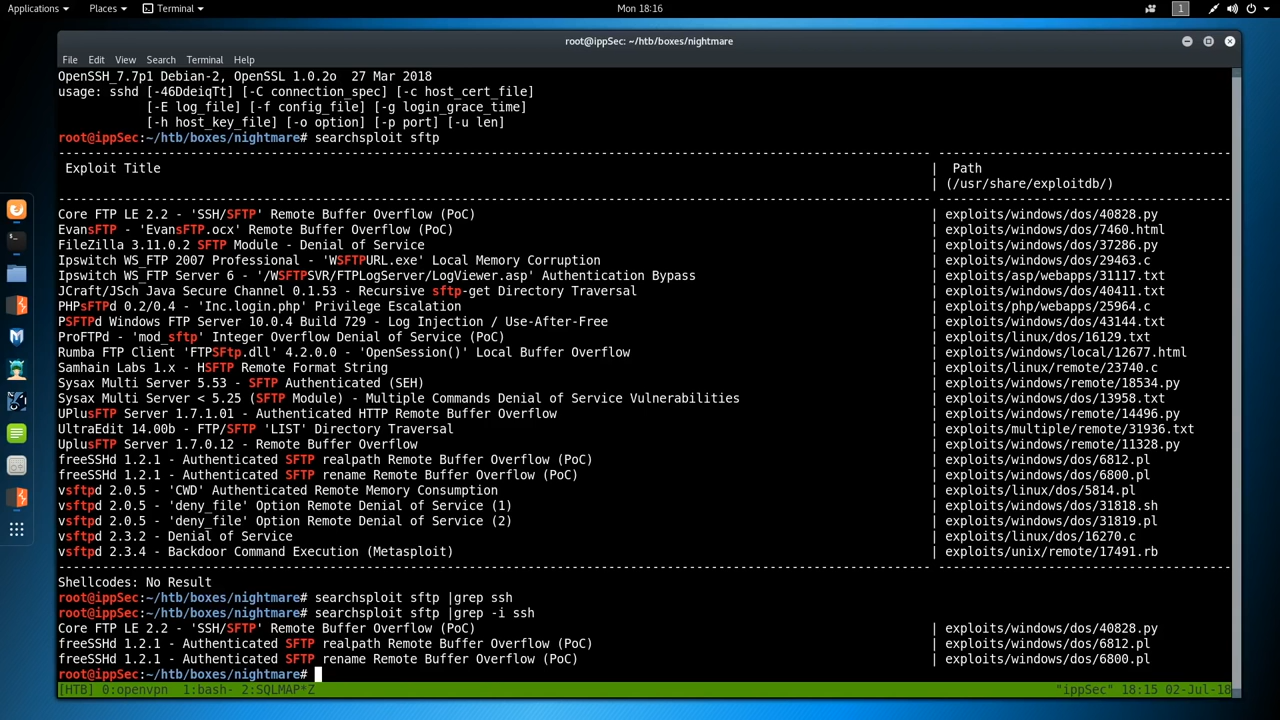 Applications Places Terminal Mon 18:16 1
root@ippSec: ~/htb/boxes/nightmare
File Edit View Search Terminal Help
OpenSSH_7.7p1 Debian-2, OpenSSL 1.0.2o  27 Mar 2018
usage: sshd [-46DdeiqTt] [-C connection_spec] [-c host_cert_file]
[-E log_file] [-f config_file] [-g login_grace_time]
[-h host_key_file] [-o option] [-p port] [-u len]
root@ippSec:~/htb/boxes/nightmare# searchsploit sftp
--------------------------------------------------------------------------------
Exploit Title | Path
| (/usr/share/exploitdb/)
--------------------------------------------------------------------------------
Core FTP LE 2.2 - 'SSH/SFTP' Remote Buffer Overflow (PoC) | exploits/windows/dos/40828.py
EvansFTP - 'EvansFTP.ocx' Remote Buffer Overflow (PoC) | exploits/windows/dos/7460.html
FileZilla 3.11.0.2 SFTP Module - Denial of Service | exploits/windows/dos/37286.py
Ipswitch WS_FTP 2007 Professional - 'WSFTPURL.exe' Local Memory Corruption | exploits/windows/dos/29463.c
Ipswitch WS_FTP Server 6 - '/WSFTPSVR/FTPLogServer/LogViewer.asp' Authentication Bypass | exploits/asp/webapps/31117.txt
JCraft/JSch Java Secure Channel 0.1.53 - Recursive sftp-get Directory Traversal | exploits/windows/dos/40411.txt
PHPsFTPd 0.2/0.4 - 'Inc.login.php' Privilege Escalation | exploits/php/webapps/25964.c
PSFTPd Windows FTP Server 10.0.4 Build 729 - Log Injection / Use-After-Free | exploits/windows/dos/43144.txt
ProFTPd - 'mod_sftp' Integer Overflow Denial of Service (PoC) | exploits/linux/dos/16129.txt
Rumba FTP Client 'FTPSFtp.dll' 4.2.0.0 - 'OpenSession()' Local Buffer Overflow | exploits/windows/local/12677.html
Samhain Labs 1.x - HSFTP Remote Format String | exploits/linux/remote/23740.c
Sysax Multi Server 5.53 - SFTP Authenticated (SEH) | exploits/windows/remote/18534.py
Sysax Multi Server < 5.25 (SFTP Module) - Multiple Commands Denial of Service Vulnerabilities | exploits/windows/dos/13958.txt
UPlusFTP Server 1.7.1.01 - Authenticated HTTP Remote Buffer Overflow | exploits/windows/remote/14496.py
UltraEdit 14.00b - FTP/SFTP 'LIST' Directory Traversal | exploits/multiple/remote/31936.txt
UplusFTP Server 1.7.0.12 - Remote Buffer Overflow | exploits/windows/remote/11328.py
freeSSHd 1.2.1 - Authenticated SFTP realpath Remote Buffer Overflow (PoC) | exploits/windows/dos/6812.pl
freeSSHd 1.2.1 - Authenticated SFTP rename Remote Buffer Overflow (PoC) | exploits/windows/dos/6800.pl
vsftpd 2.0.5 - 'CWD' Authenticated Remote Memory Consumption | exploits/linux/dos/5814.pl
vsftpd 2.0.5 - 'deny_file' Option Remote Denial of Service (1) | exploits/windows/dos/31818.sh
vsftpd 2.0.5 - 'deny_file' Option Remote Denial of Service (2) | exploits/windows/dos/31819.pl
vsftpd 2.3.2 - Denial of Service | exploits/linux/dos/16270.c
vsftpd 2.3.4 - Backdoor Command Execution (Metasploit) | exploits/unix/remote/17491.rb
--------------------------------------------------------------------------------
Shellcodes: No Result
root@ippSec:~/htb/boxes/nightmare# searchsploit sftp |grep ssh
root@ippSec:~/htb/boxes/nightmare# searchsploit sftp |grep -i ssh
Core FTP LE 2.2 - 'SSH/SFTP' Remote Buffer Overflow (PoC) | exploits/windows/dos/40828.py
freeSSHd 1.2.1 - Authenticated SFTP realpath Remote Buffer Overflow (PoC) | exploits/windows/dos/6812.pl
freeSSHd 1.2.1 - Authenticated SFTP rename Remote Buffer Overflow (PoC) | exploits/windows/dos/6800.pl
root@ippSec:~/htb/boxes/nightmare#
[HTB] 0:openvpn  1:bash- 2:SQLMAP*Z "ippSec" 18:15 02-Jul-18